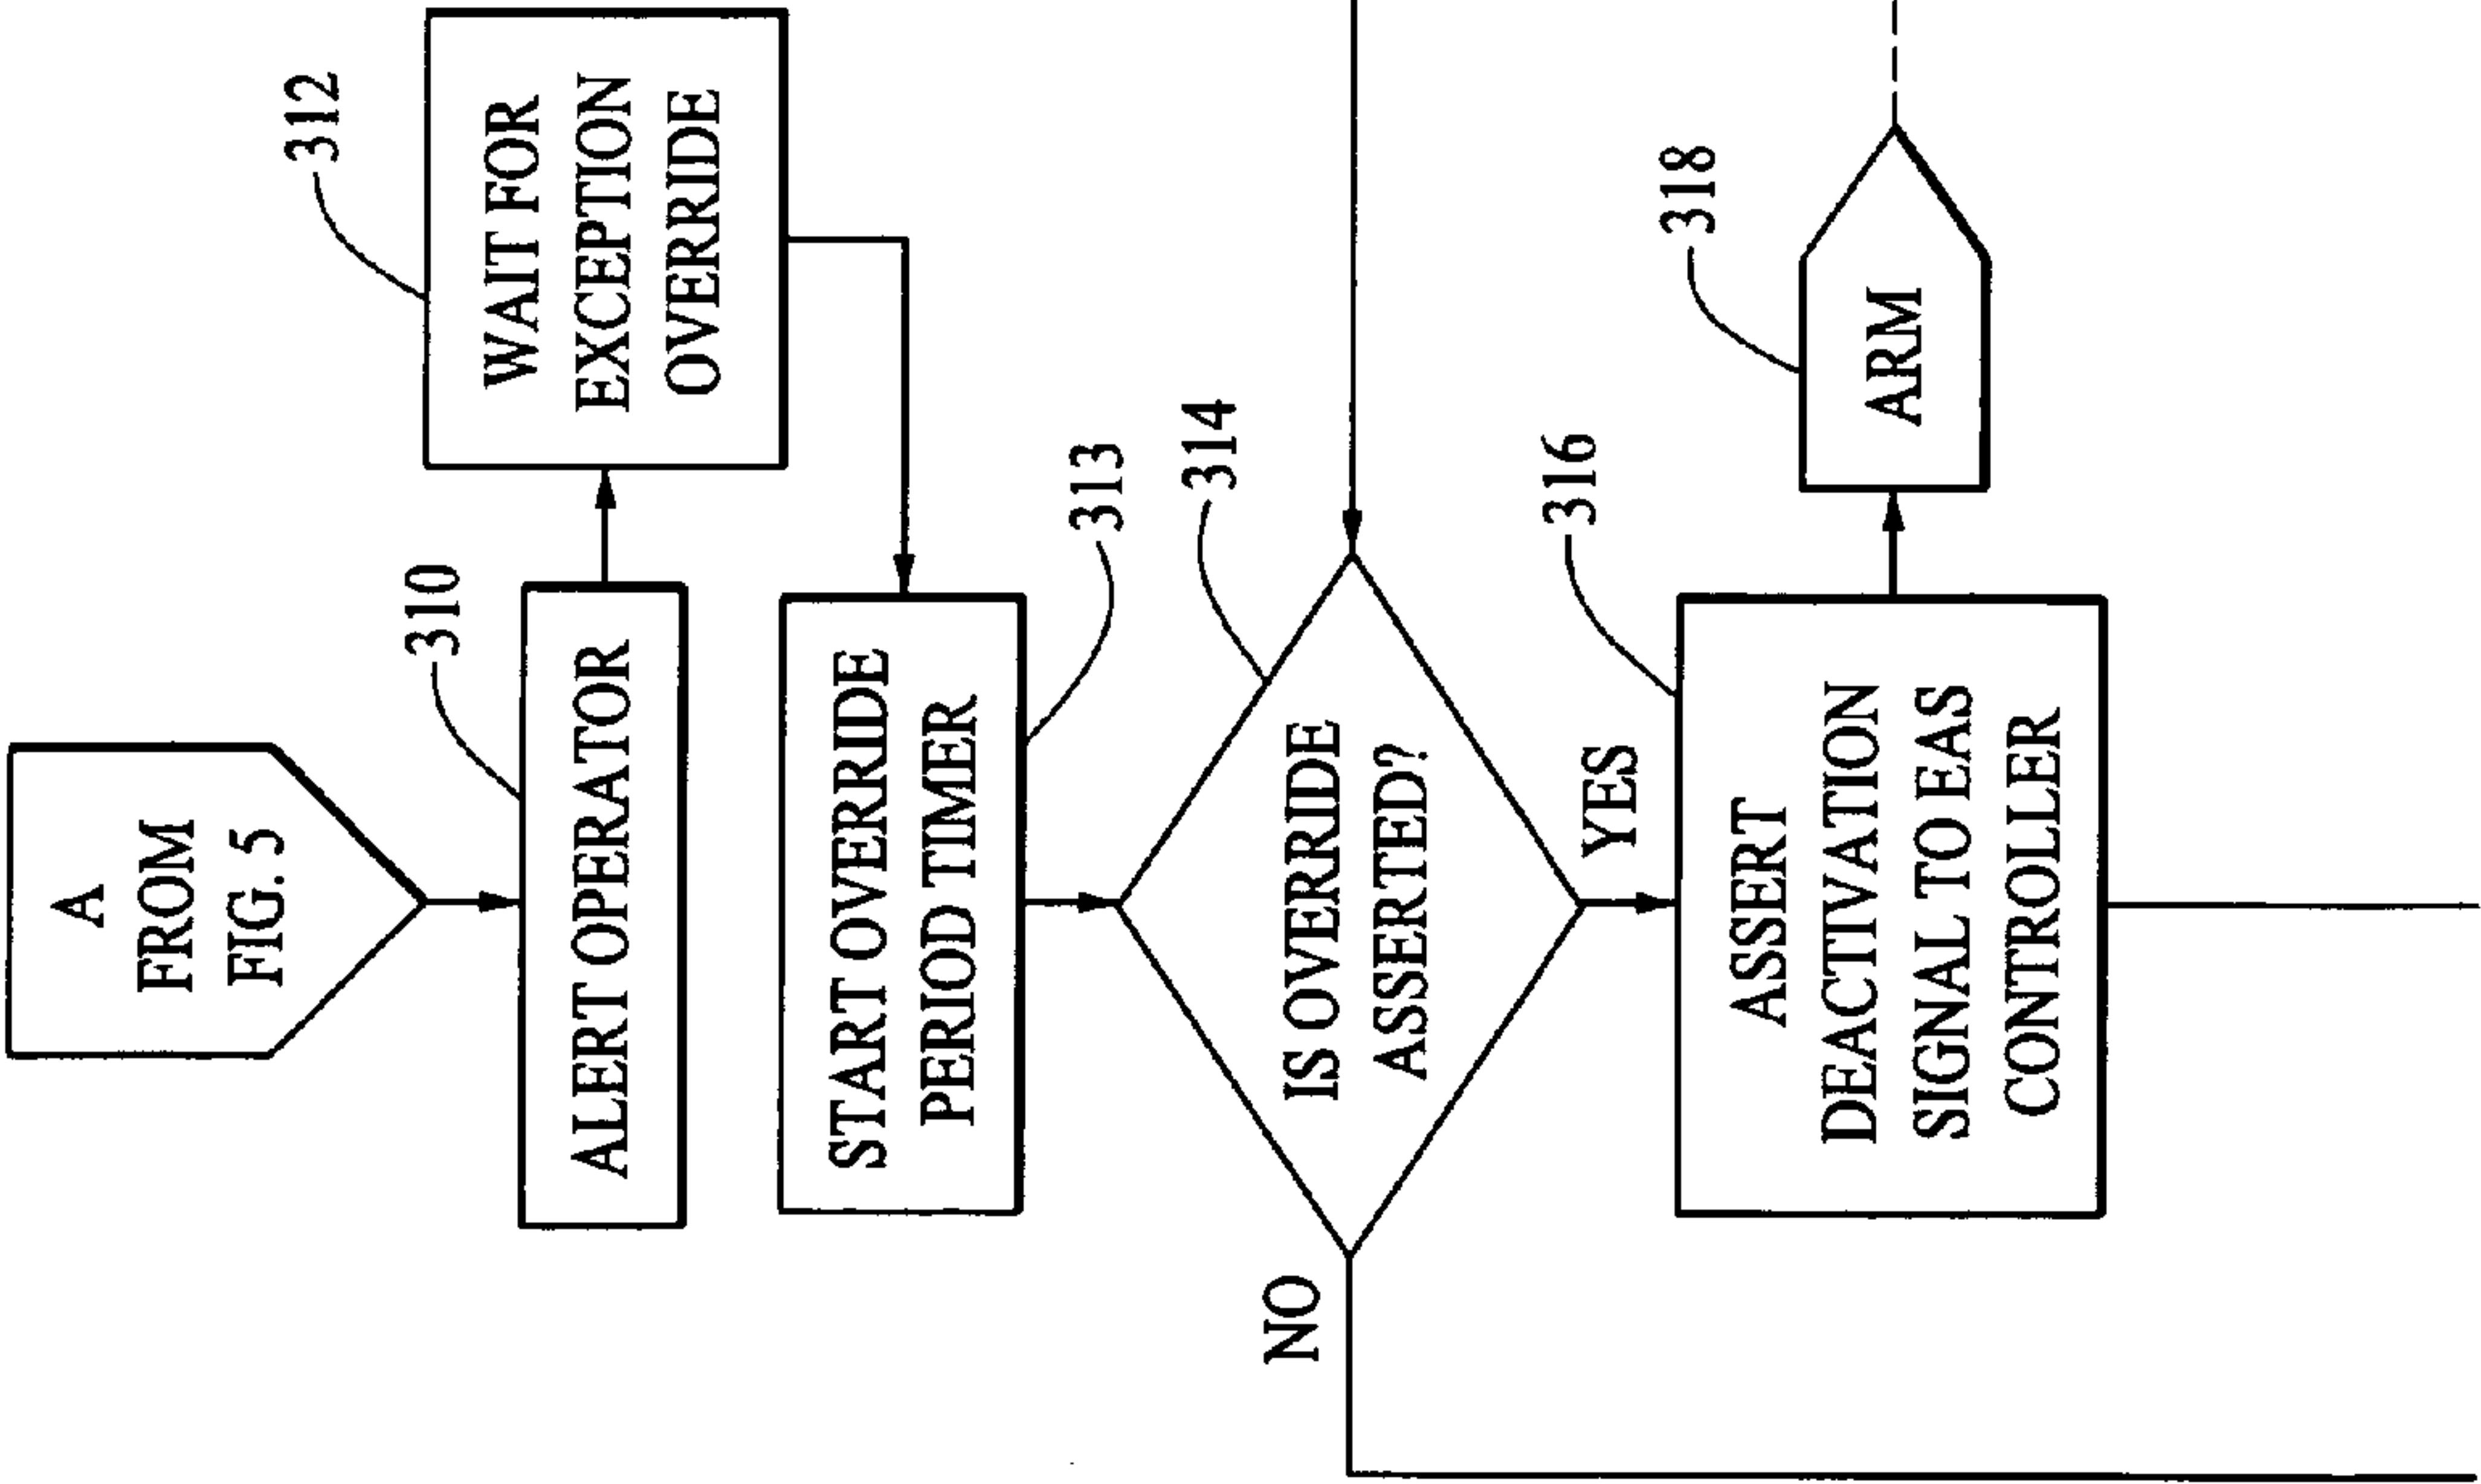 A
FROM
FIG. 5
310
ALERT OPERATOR
312
WAIT FOR
EXCEPTION
OVERRIDE
START OVERRIDE
PERIOD TIMER
313
314
IS OVERRIDE
ASSERTED?
NO
YES
316
ASSERT
DEACTIVATION
SIGNAL TO EAS
CONTROLLER
318
ARM